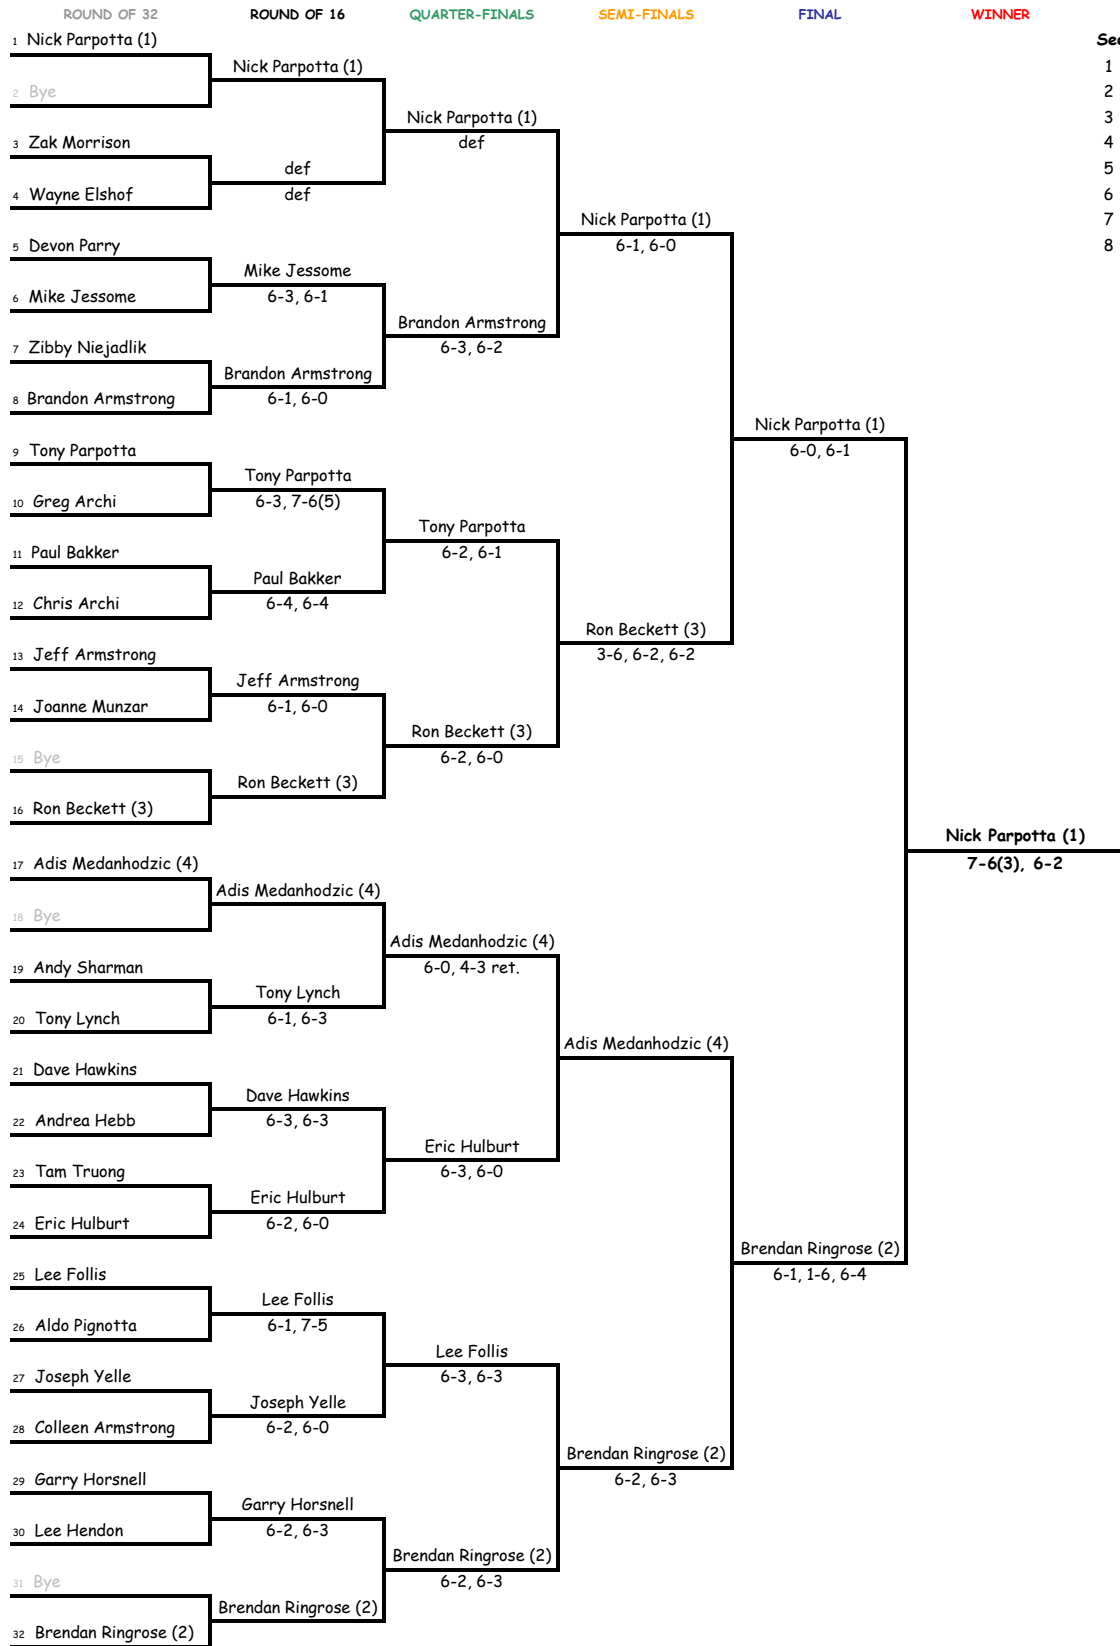 ROUND OF 32 ROUND OF 16 QUARTER-FINALS SEMI-FINALS FINAL WINNER
1 Nick Parpotta (1)
Sec
Nick Parpotta (1)
1
2 Bye
2
Nick Parpotta (1)
3
3 Zak Morrison
def
4
def
5
def
4 Wayne Elshof
6
Nick Parpotta (1)
7
5 Devon Parry
6-1, 6-0
8
Mike Jessome
6 Mike Jessome
6-3, 6-1
Brandon Armstrong
7 Zibby Niejadlik
6-3, 6-2
Brandon Armstrong
8 Brandon Armstrong
6-1, 6-0
Nick Parpotta (1)
9 Tony Parpotta
6-0, 6-1
Tony Parpotta
10 Greg Archi
6-3, 7-6(5)
Tony Parpotta
11 Paul Bakker
6-2, 6-1
Paul Bakker
12 Chris Archi
6-4, 6-4
Ron Beckett (3)
13 Jeff Armstrong
3-6, 6-2, 6-2
Jeff Armstrong
14 Joanne Munzar
6-1, 6-0
Ron Beckett (3)
15 Bye
6-2, 6-0
Ron Beckett (3)
16 Ron Beckett (3)
Nick Parpotta (1)
7-6(3), 6-2
17 Adis Medanhodzic (4)
Adis Medanhodzic (4)
18 Bye
Adis Medanhodzic (4)
19 Andy Sharman
6-0, 4-3 ret.
Tony Lynch
20 Tony Lynch
6-1, 6-3
Adis Medanhodzic (4)
21 Dave Hawkins
Dave Hawkins
22 Andrea Hebb
6-3, 6-3
Eric Hulburt
23 Tam Truong
6-3, 6-0
Eric Hulburt
24 Eric Hulburt
6-2, 6-0
Brendan Ringrose (2)
25 Lee Follis
6-1, 1-6, 6-4
Lee Follis
26 Aldo Pignotta
6-1, 7-5
Lee Follis
27 Joseph Yelle
6-3, 6-3
Joseph Yelle
28 Colleen Armstrong
6-2, 6-0
Brendan Ringrose (2)
29 Garry Horsnell
6-2, 6-3
Garry Horsnell
30 Lee Hendon
6-2, 6-3
Brendan Ringrose (2)
31 Bye
6-2, 6-3
Brendan Ringrose (2)
32 Brendan Ringrose (2)